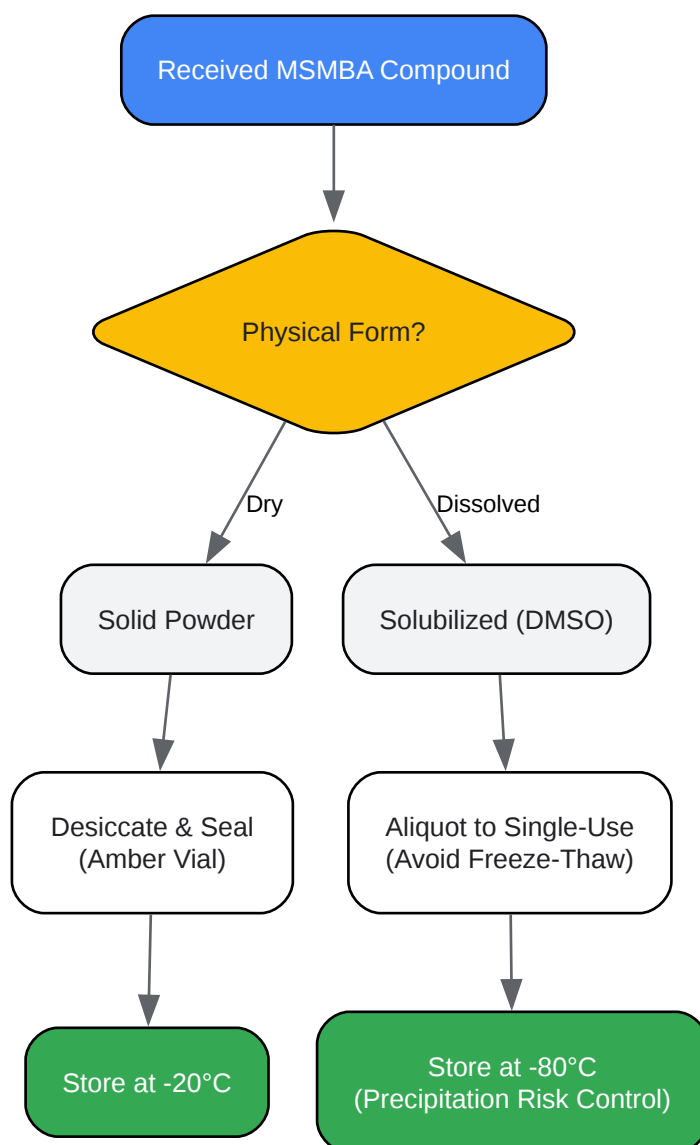 Received MSMBA Compound
Physical Form?
Dry
Dissolved
Solid Powder
Solubilized (DMSO)
Desiccate & Seal
(Amber Vial)
Aliquot to Single-Use
(Avoid Freeze-Thaw)
Store at -20°C
Store at -80°C
(Precipitation Risk Control)